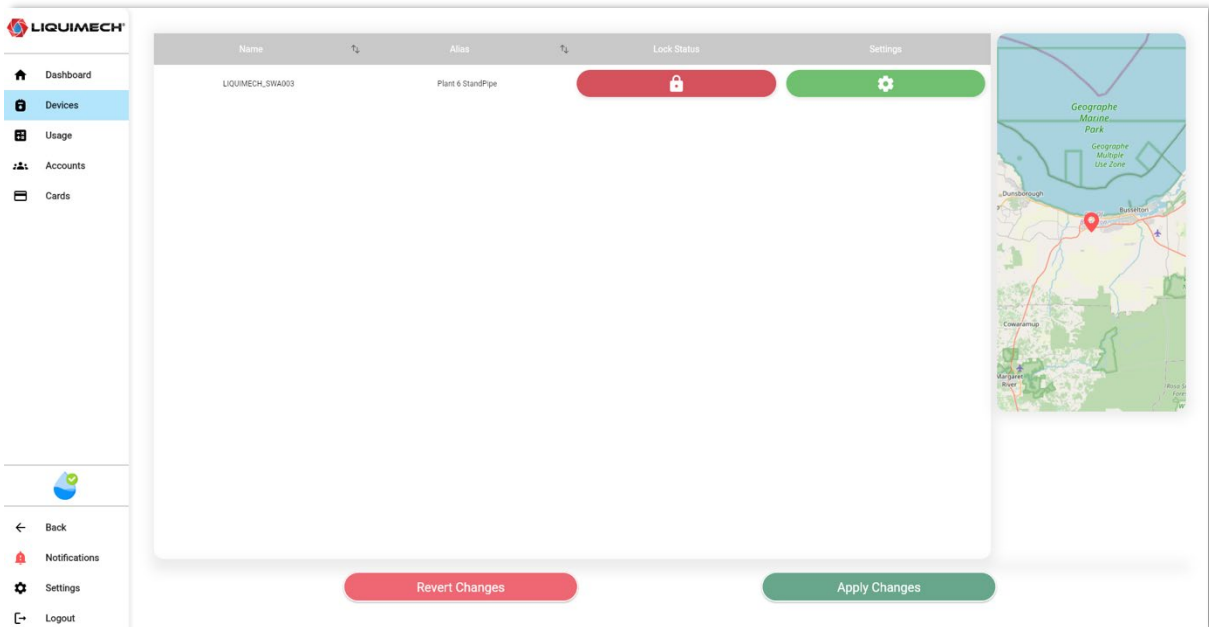 LIQUIMECH
Dashboard
Devices
Usage
Accounts
Cards
Back
Notifications
Settings
Logout
Name Alias Lock Status Settings
LIQUIMECH_SWA003 Plant 6 StandPipe
Revert Changes
Apply Changes
Geographe
Marine
Park
Geographe
Multiple
Use Zone
Dunsborough
Busselton
Cowaramup
Margaret
River